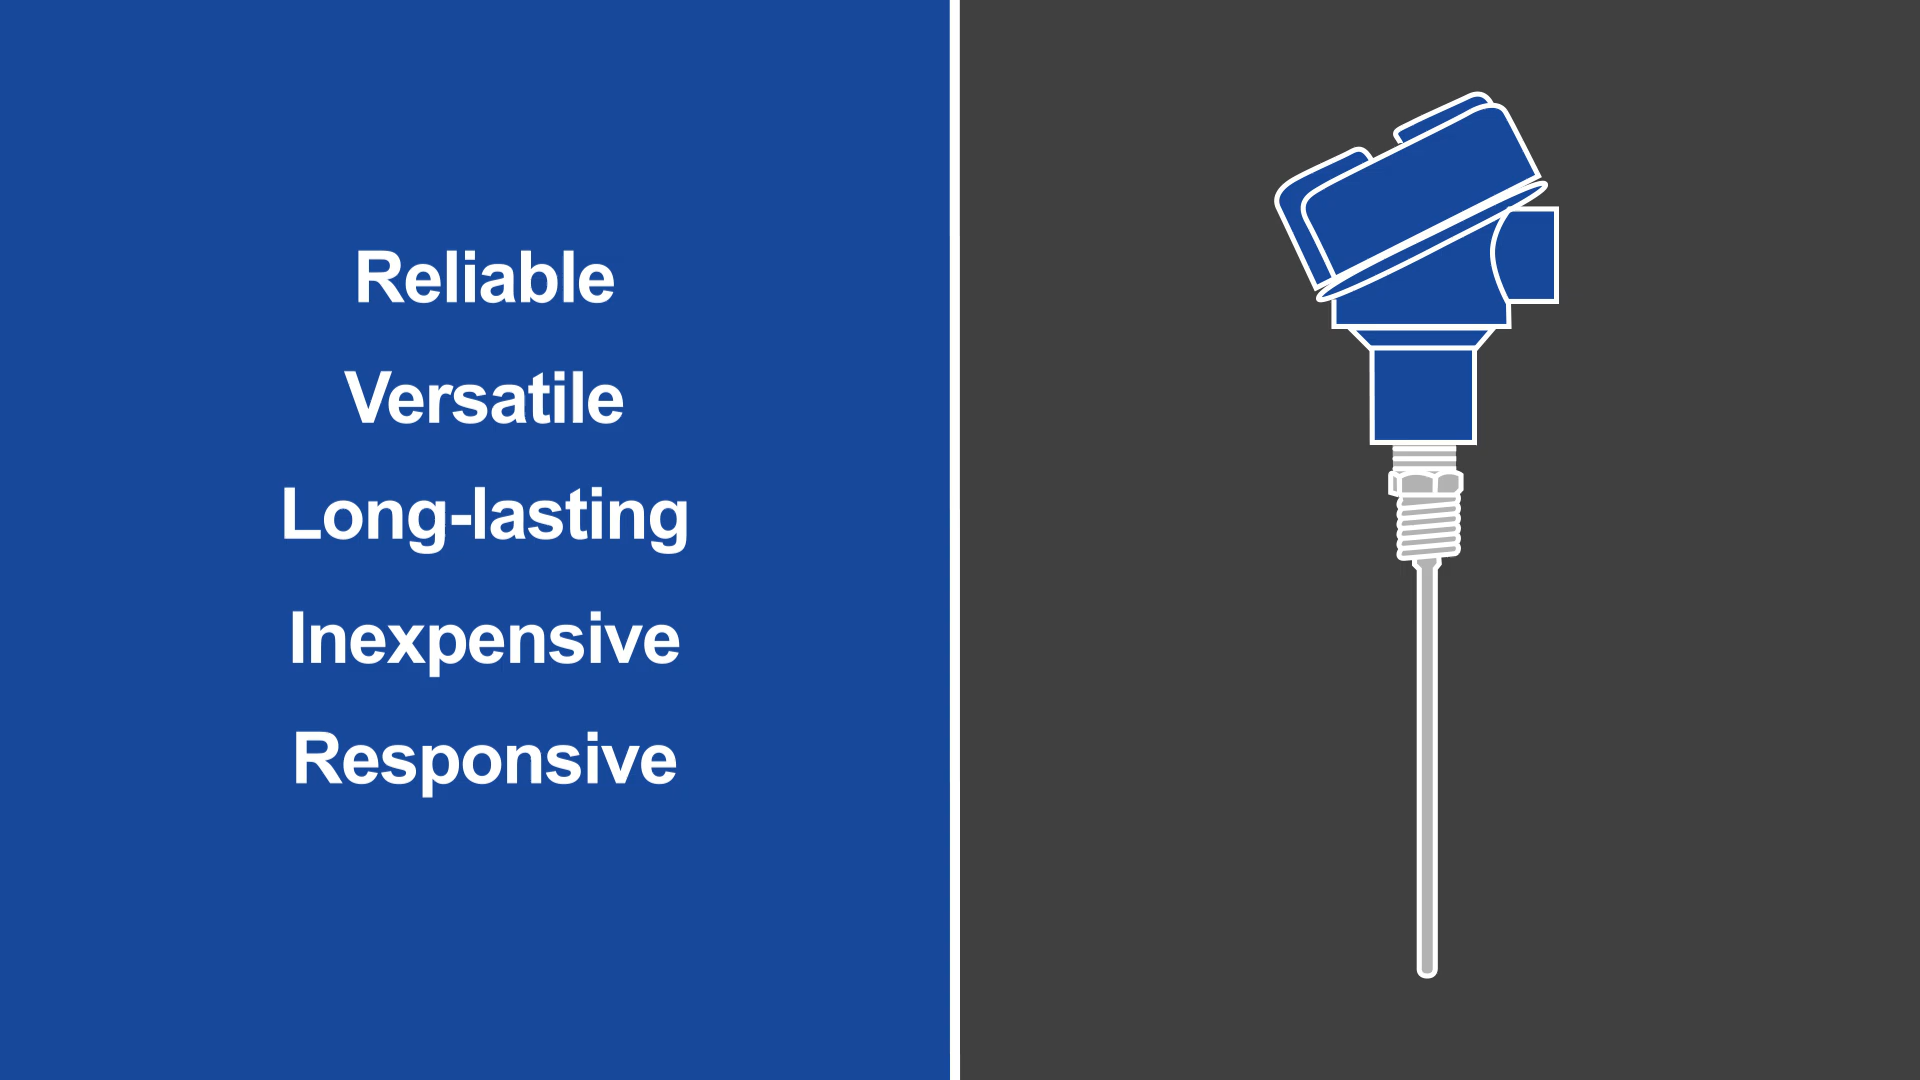 Reliable
Versatile
Long-lasting
Inexpensive
Responsive